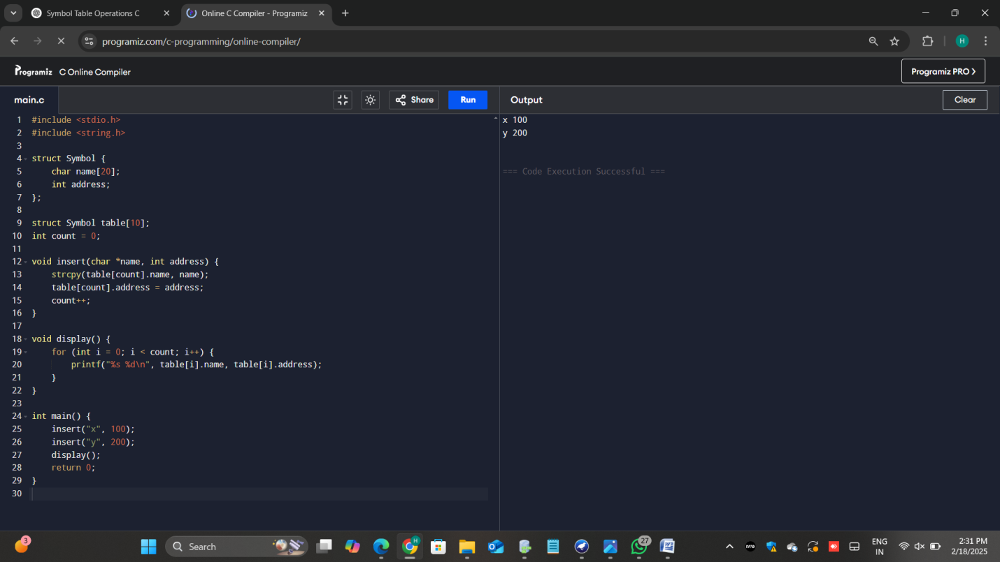 Symbol Table Operations C
Online C Compiler - Programiz
programiz.com/c-programming/online-compiler/
H
Programiz C Online Compiler
Programiz PRO
main.c
Share
Run
Output
Clear
1 #include <stdio.h>
2 #include <string.h>
3
4 struct Symbol {
5     char name[20];
6     int address;
7 };
8
9 struct Symbol table[10];
10 int count = 0;
11
12 void insert(char *name, int address) {
13     strcpy(table[count].name, name);
14     table[count].address = address;
15     count++;
16 }
17
18 void display() {
19     for (int i = 0; i < count; i++) {
20         printf("%s %d\n", table[i].name, table[i].address);
21     }
22 }
23
24 int main() {
25     insert("x", 100);
26     insert("y", 200);
27     display();
28     return 0;
29 }
30
x 100
y 200
=== Code Execution Successful ===
3
Search
H
27
ENG
IN
2:31 PM
2/18/2025